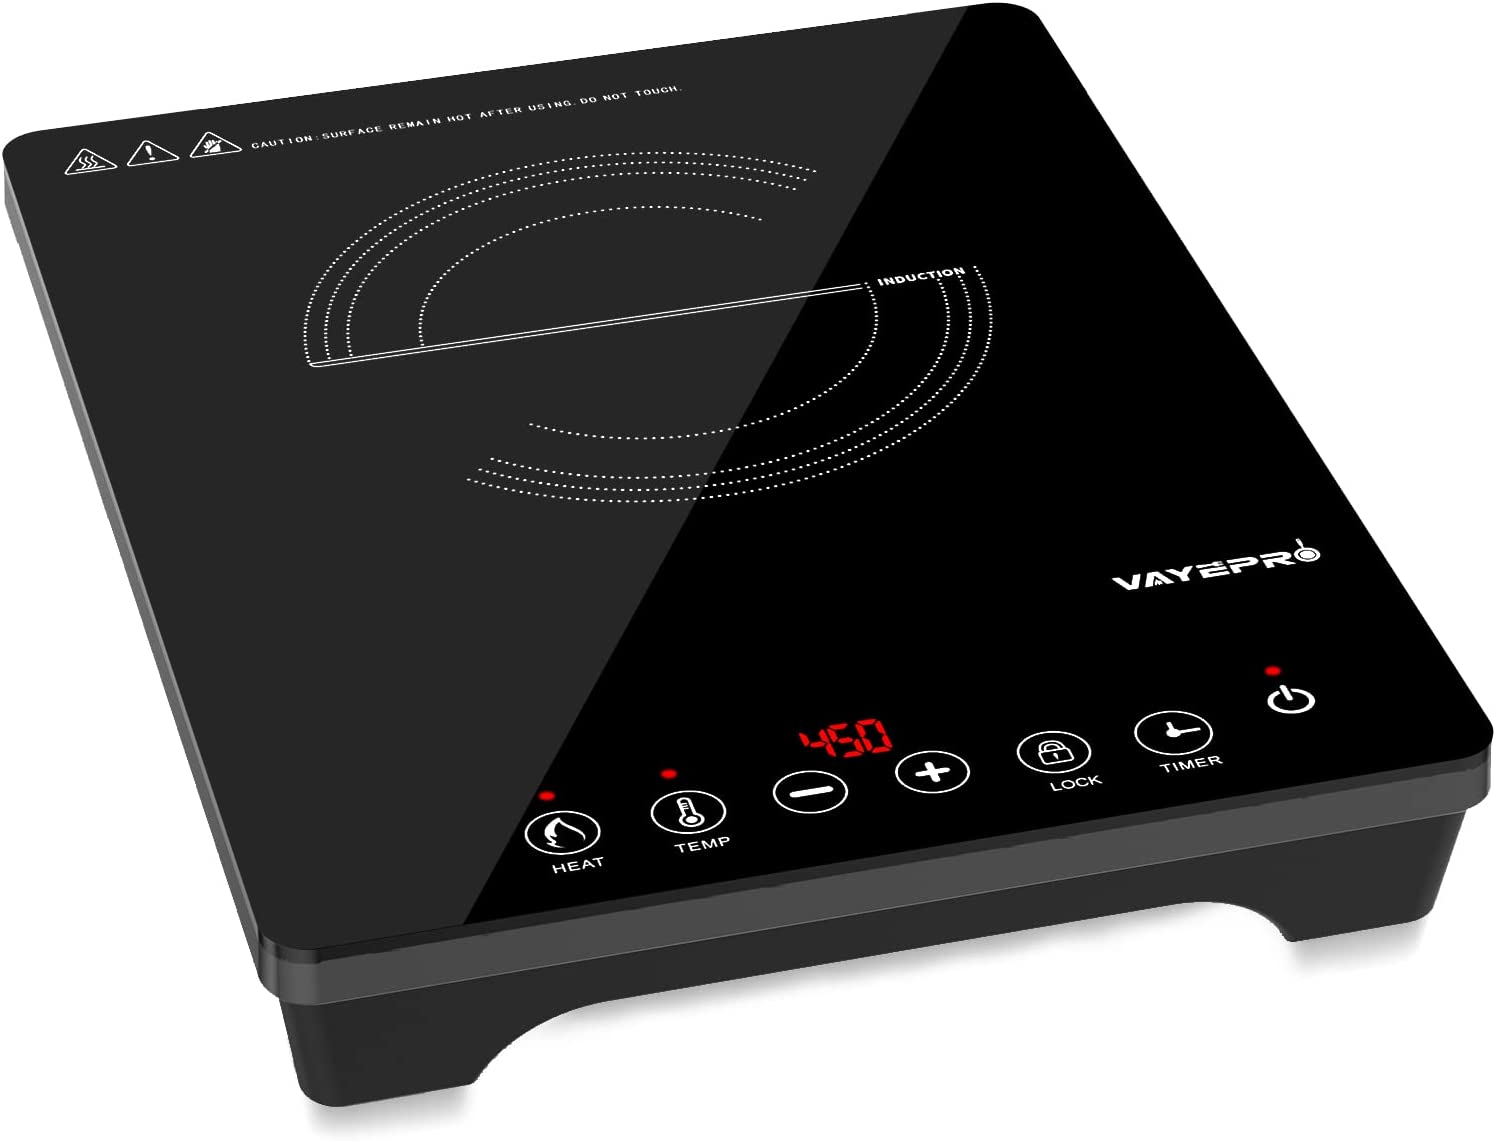 CAUTION:SURFACE REMAIN HOT AFTER USING.DO NOT TOUCH.
INDUCTION
VAYEPRO
450
HEAT
TEMP
LOCK
TIMER